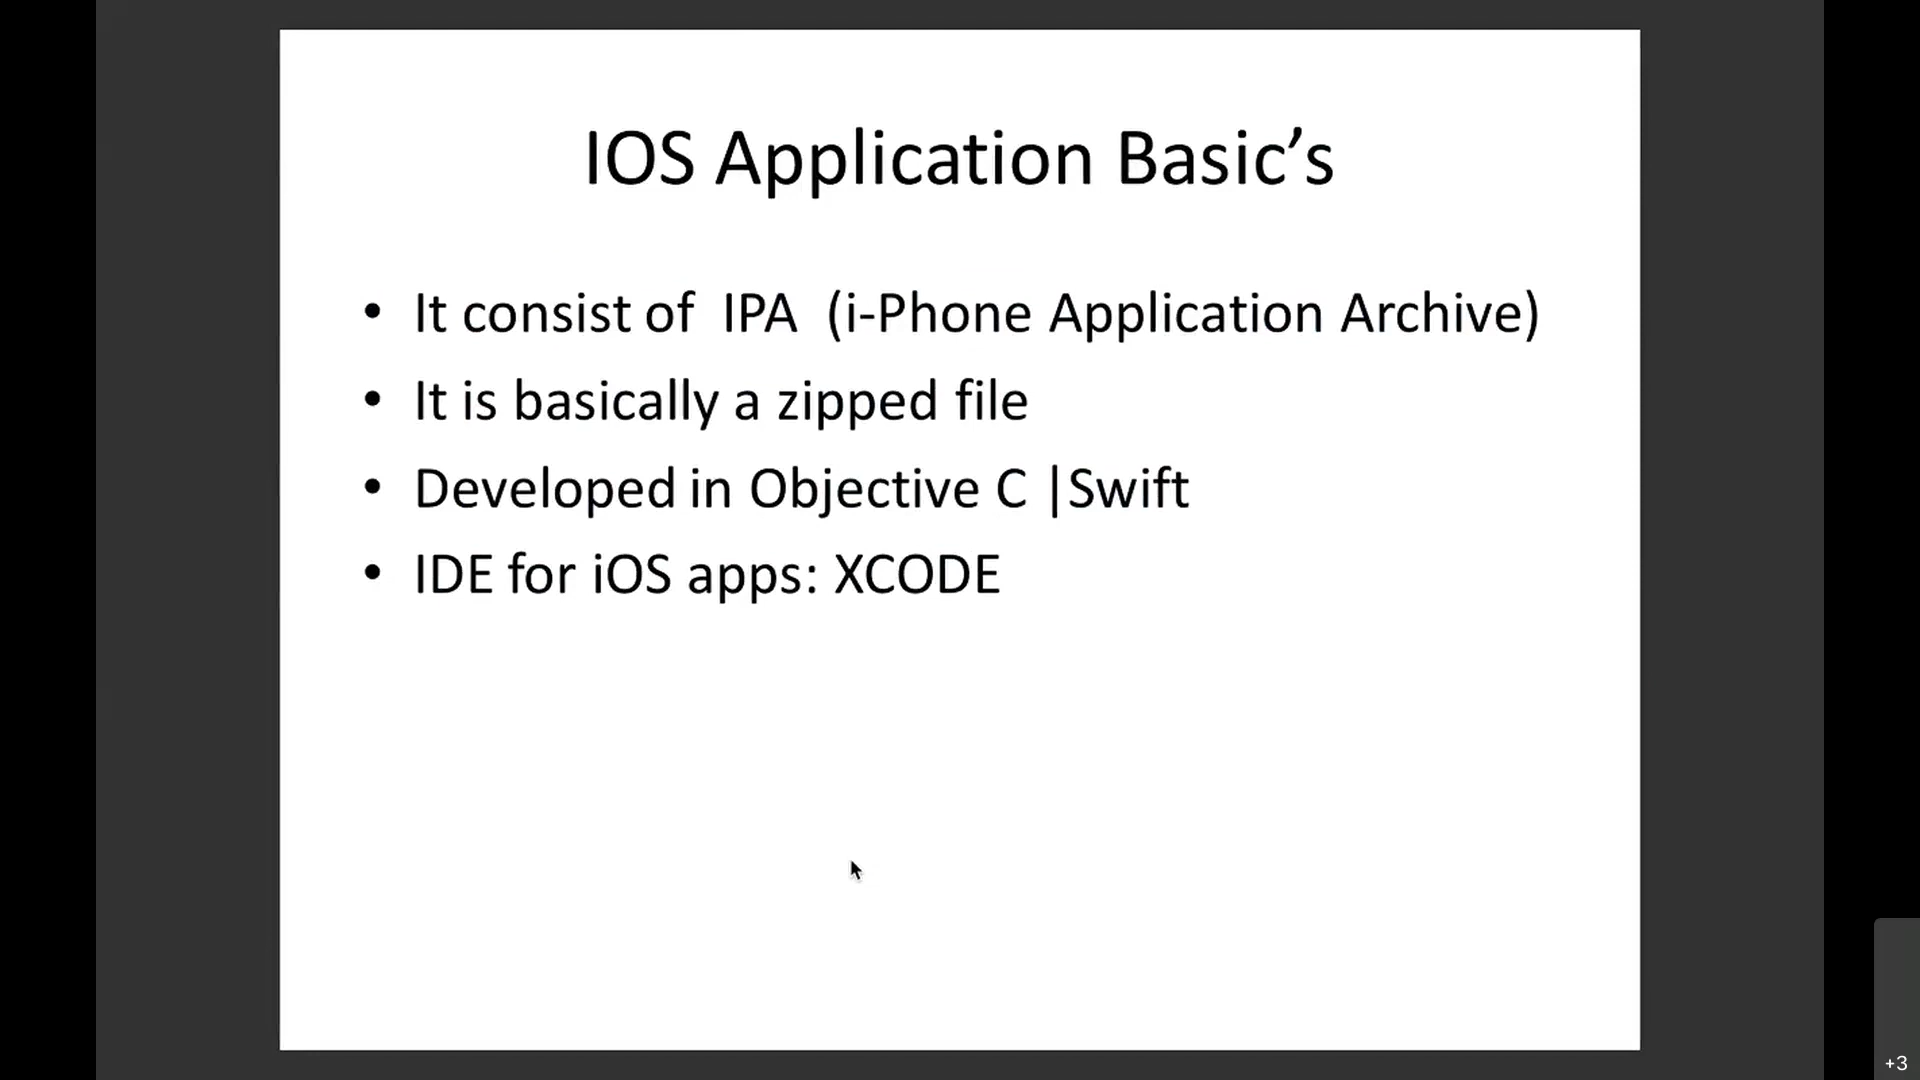 IOS Application Basic’s
• It consist of  IPA  (i-Phone Application Archive)
• It is basically a zipped file
• Developed in Objective C |Swift
• IDE for iOS apps: XCODE
+3